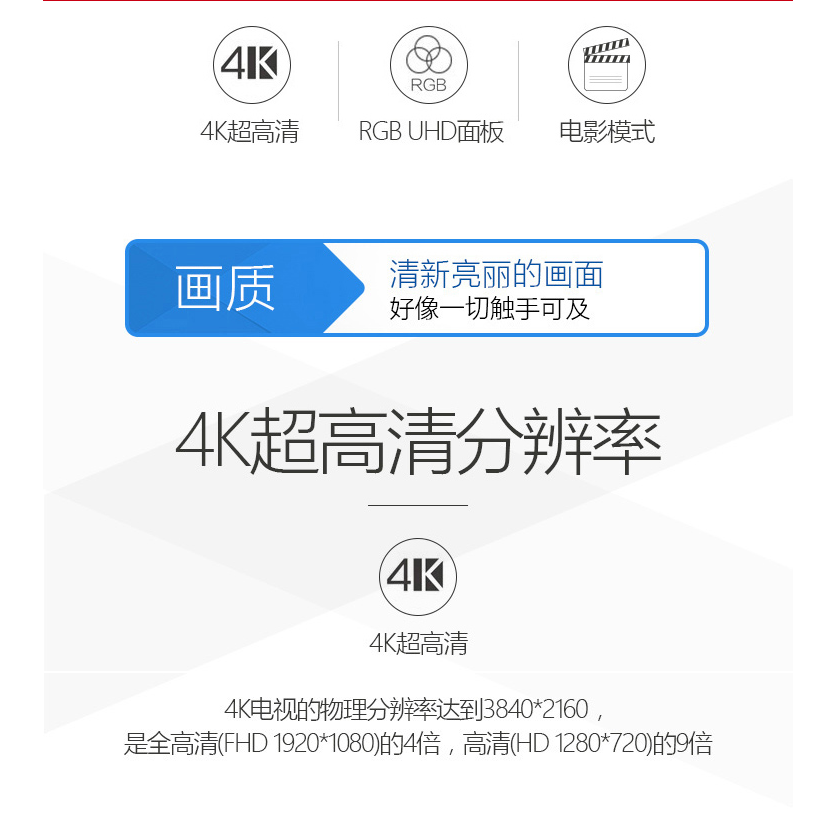 4K
RGB
4K超高清
RGB UHD面板
电影模式
画质
清新亮丽的画面
好像一切触手可及
4K超高清分辨率
4K
4K超高清
4K电视的物理分辨率达到3840*2160，
是全高清(FHD 1920*1080)的4倍，高清(HD 1280*720)的9倍